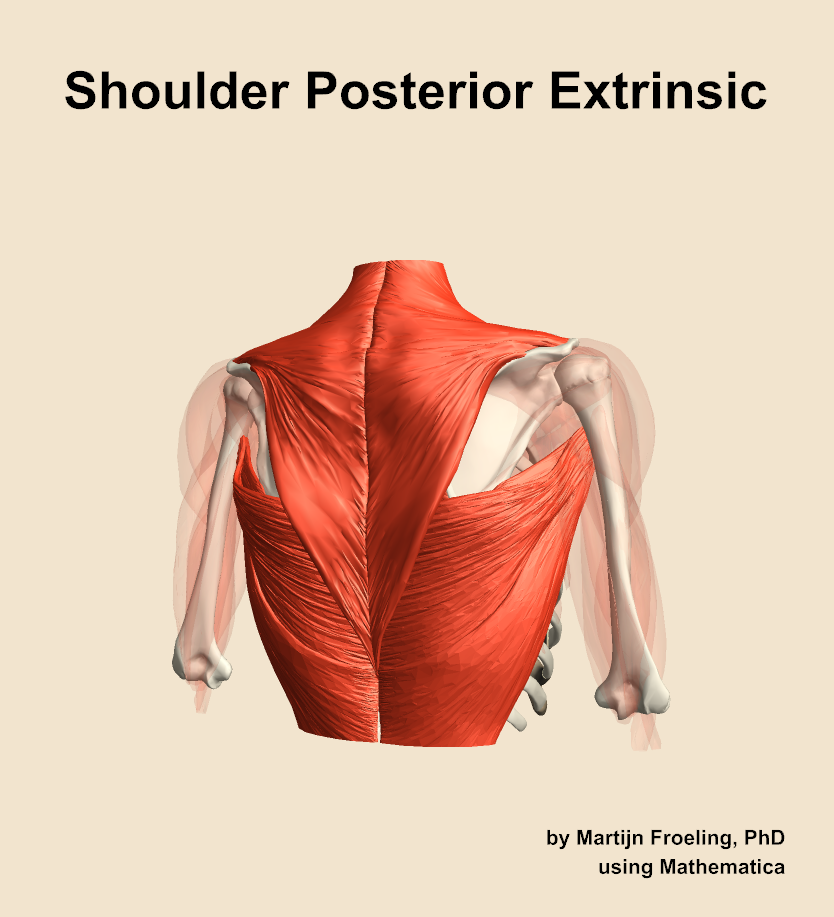 Shoulder Posterior Extrinsic
by Martijn Froeling, PhD
using Mathematica